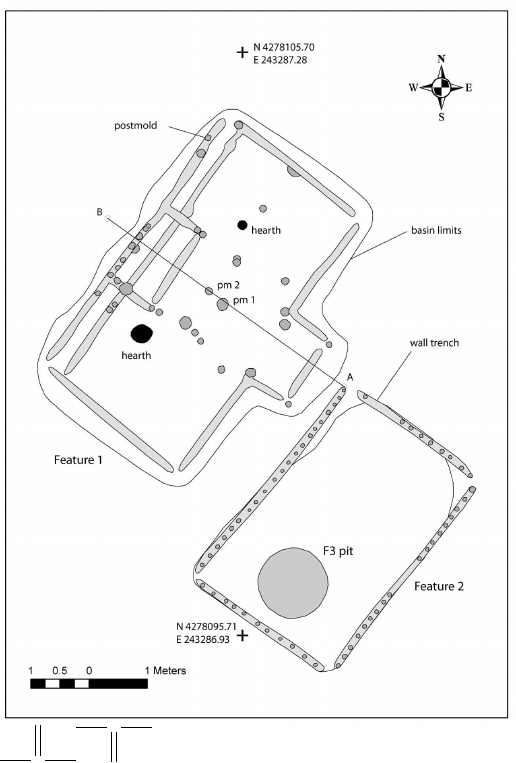 N 4278105.70
E 243287.28
N
W E
S
postmold
B
hearth
basin limits
pm 2
pm 1
wall trench
hearth
A
Feature 1
F3 pit
Feature 2
N 4278095.71
E 243286.93
1 0.5 0 1 Meters